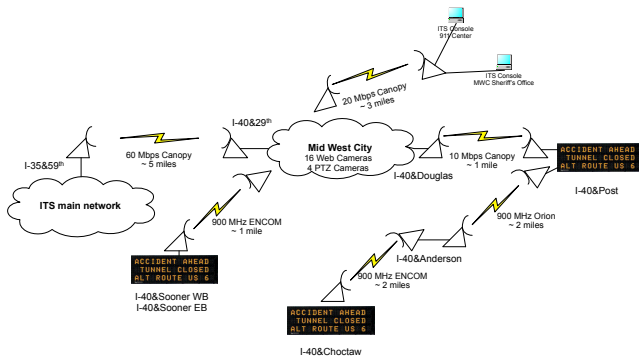 ITS Console
911 Center
ITS Console
MWC Sheriff's Office
20 Mbps Canopy
~ 3 miles
I-40&29th
I-35&59th
60 Mbps Canopy
~ 5 miles
Mid West City
16 Web Cameras
4 PTZ Cameras
10 Mbps Canopy
~ 1 mile
I-40&Douglas
ACCIDENT AHEAD
TUNNEL CLOSED
ALT ROUTE US 6
I-40&Post
ITS main network
900 MHz ENCOM
~ 1 mile
900 MHz Orion
~ 2 miles
ACCIDENT AHEAD
TUNNEL CLOSED
ALT ROUTE US 6
I-40&Sooner WB
I-40&Sooner EB
I-40&Anderson
900 MHz ENCOM
~ 2 miles
ACCIDENT AHEAD
TUNNEL CLOSED
ALT ROUTE US 6
I-40&Choctaw